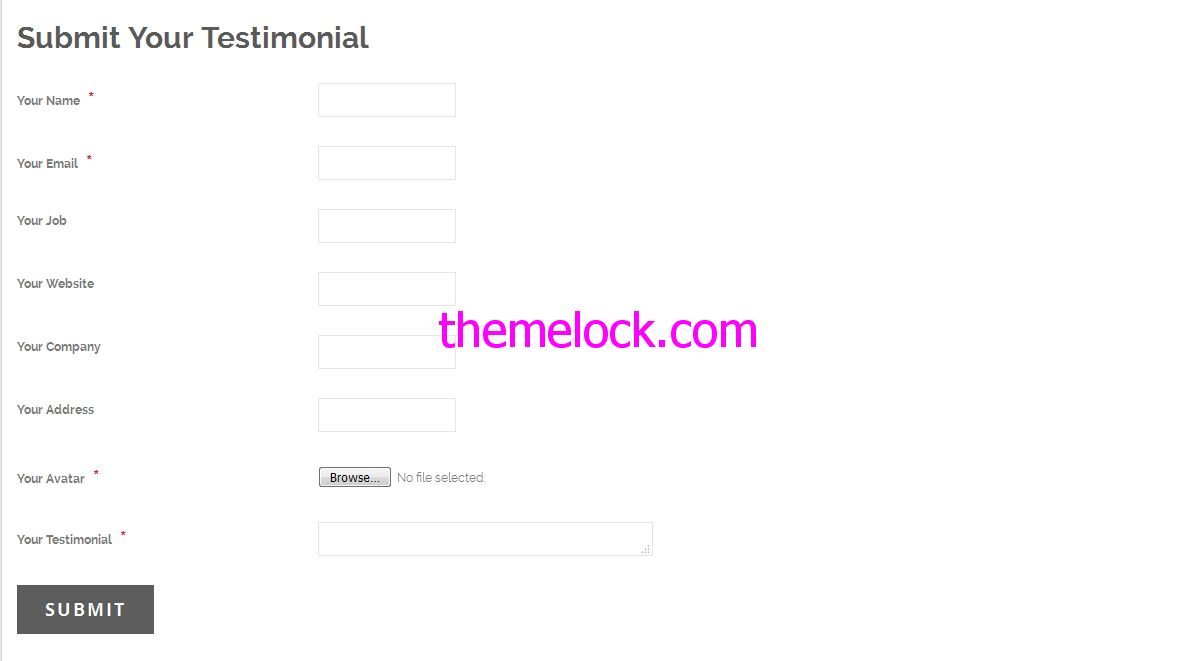 Submit Your Testimonial
Your Name *
Your Email *
Your Job
Your Website
themelock.com
Your Company
Your Address
Your Avatar * Browse... No file selected.
Your Testimonial *
SUBMIT